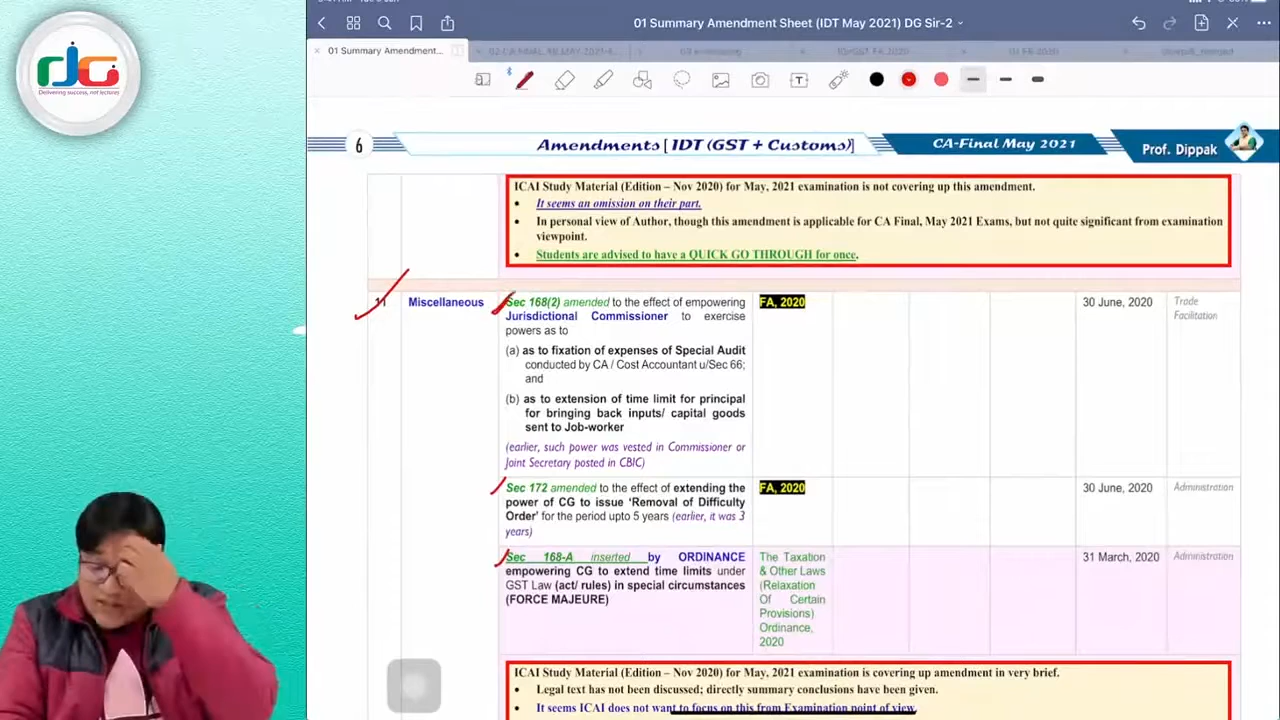 01 Summary Amendment Sheet (IDT May 2021) DG Sir-2
01 Summary Amendment...
Delivering success, not lectures
6
Amendments [ IDT (GST + Customs)]
CA-Final May 2021
Prof. Dippak
ICAI Study Material (Edition – Nov 2020) for May, 2021 examination is not covering up this amendment.
• It seems an omission on their part.
• In personal view of Author, though this amendment is applicable for CA Final, May 2021 Exams, but not quite significant from examination
viewpoint.
• Students are advised to have a QUICK GO THROUGH for once.
11
Miscellaneous
Sec 168(2) amended to the effect of empowering
Jurisdictional Commissioner to exercise
powers as to
(a) as to fixation of expenses of Special Audit
conducted by CA / Cost Accountant u/Sec 66;
and
(b) as to extension of time limit for principal
for bringing back inputs/ capital goods
sent to Job-worker
(earlier, such power was vested in Commissioner or
Joint Secretary posted in CBIC)
FA, 2020
30 June, 2020
Trade
Facilitation
Sec 172 amended to the effect of extending the
power of CG to issue ‘Removal of Difficulty
Order’ for the period upto 5 years (earlier, it was 3
years)
FA, 2020
30 June, 2020
Administration
Sec 168-A inserted by ORDINANCE
empowering CG to extend time limits under
GST Law (act/ rules) in special circumstances
(FORCE MAJEURE)
The Taxation
& Other Laws
(Relaxation
Of Certain
Provisions)
Ordinance,
2020
31 March, 2020
Administration
ICAI Study Material (Edition – Nov 2020) for May, 2021 examination is covering up amendment in very brief.
• Legal text has not been discussed; directly summary conclusions have been given.
• It seems ICAI does not want to focus on this from Examination point of view.